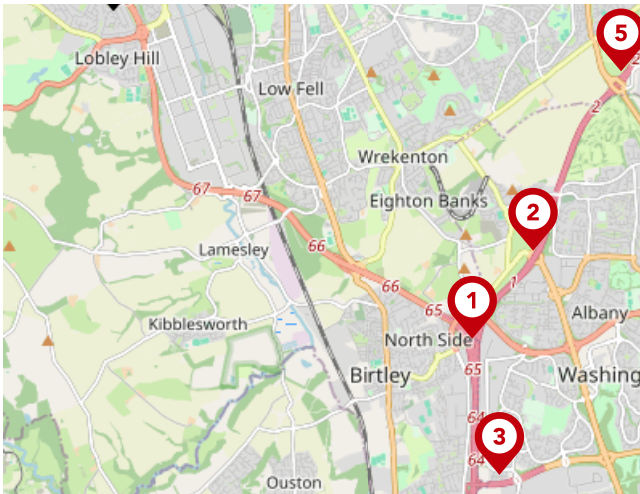 5
Lobley Hill
2
Low Fell
2
Wrekenton
67
67
Eighton Banks
2
66
Lamesley
66
1
1
65
Albany
Kibblesworth
North Side
65
Birtley
Washing
64
3
64
Ouston